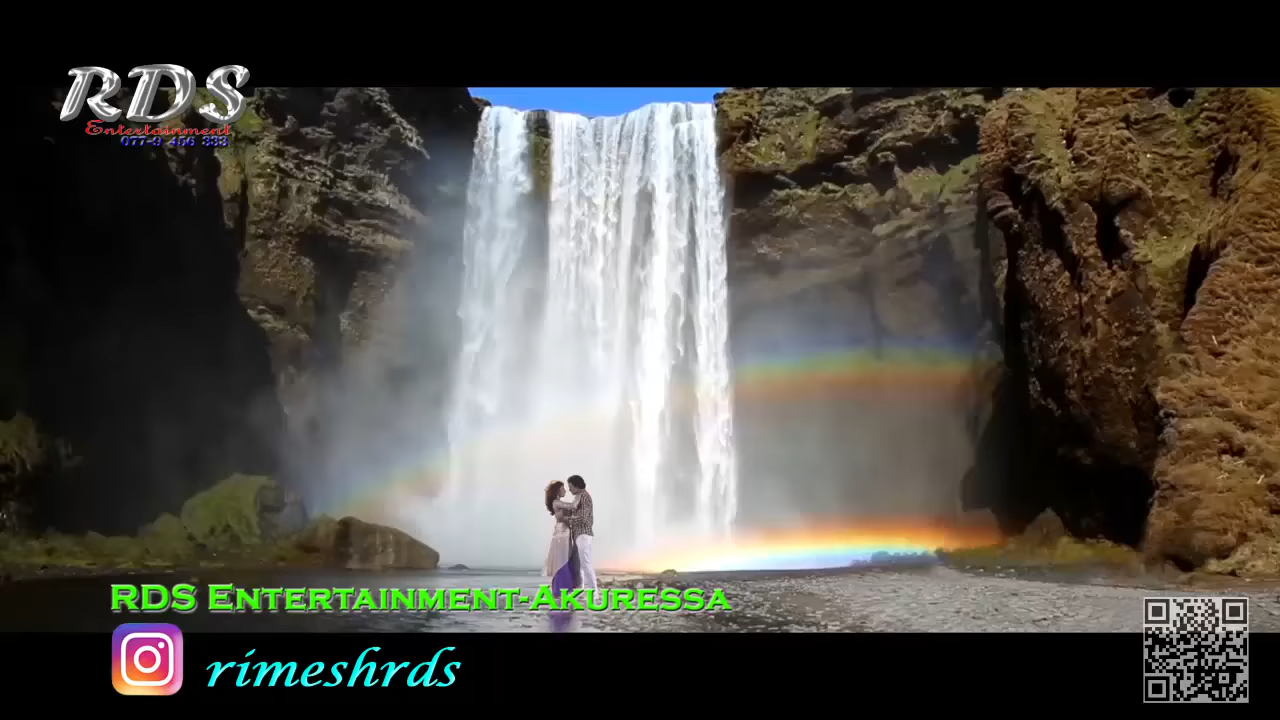 RDS
Entertainment
077-9 456 333
RDS Entertainment-Akuressa
rimeshrds